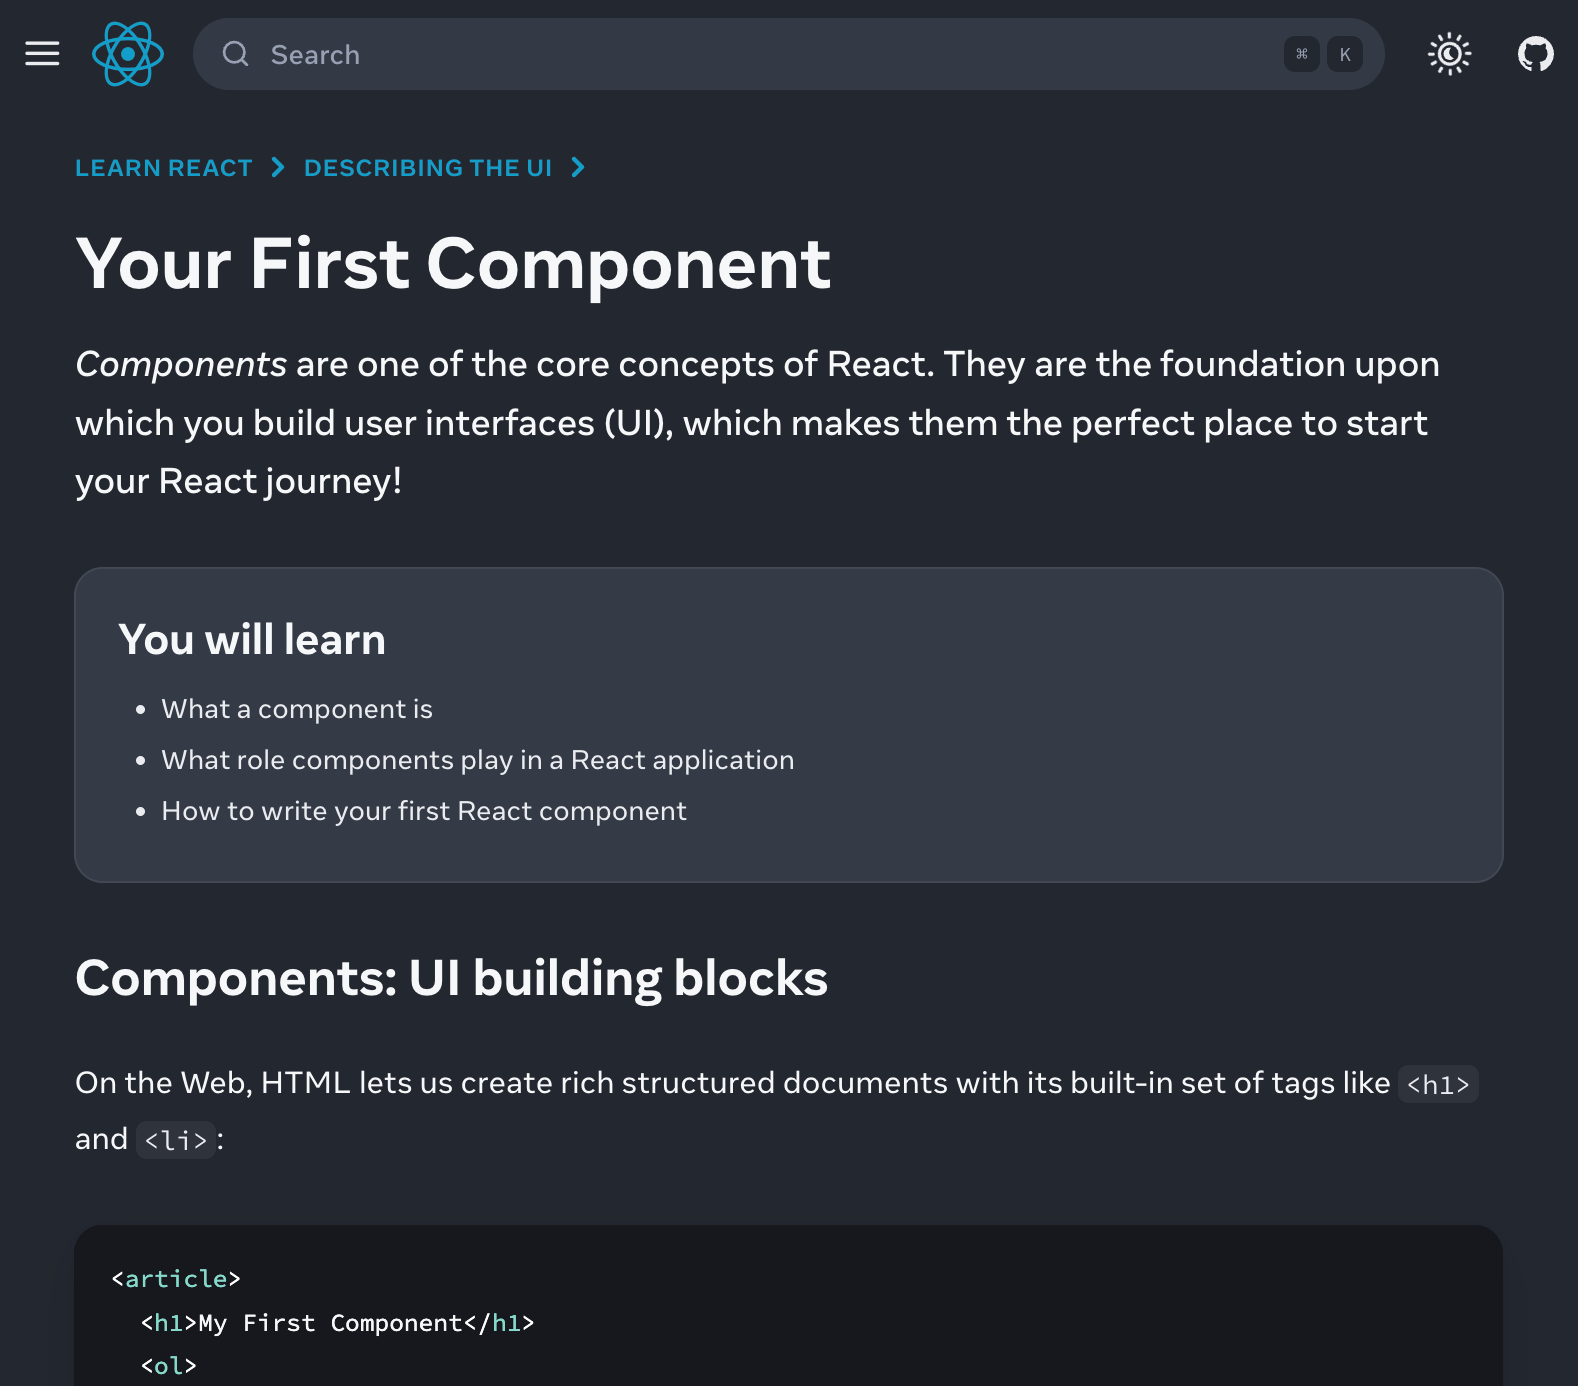 Search
⌘ K
LEARN REACT
DESCRIBING THE UI
Your First Component
Components are one of the core concepts of React. They are the foundation upon
which you build user interfaces (UI), which makes them the perfect place to start
your React journey!
You will learn
• What a component is
• What role components play in a React application
• How to write your first React component
Components: UI building blocks
On the Web, HTML lets us create rich structured documents with its built-in set of tags like <h1>
and <li>:
<article>
  <h1>My First Component</h1>
  <ol>